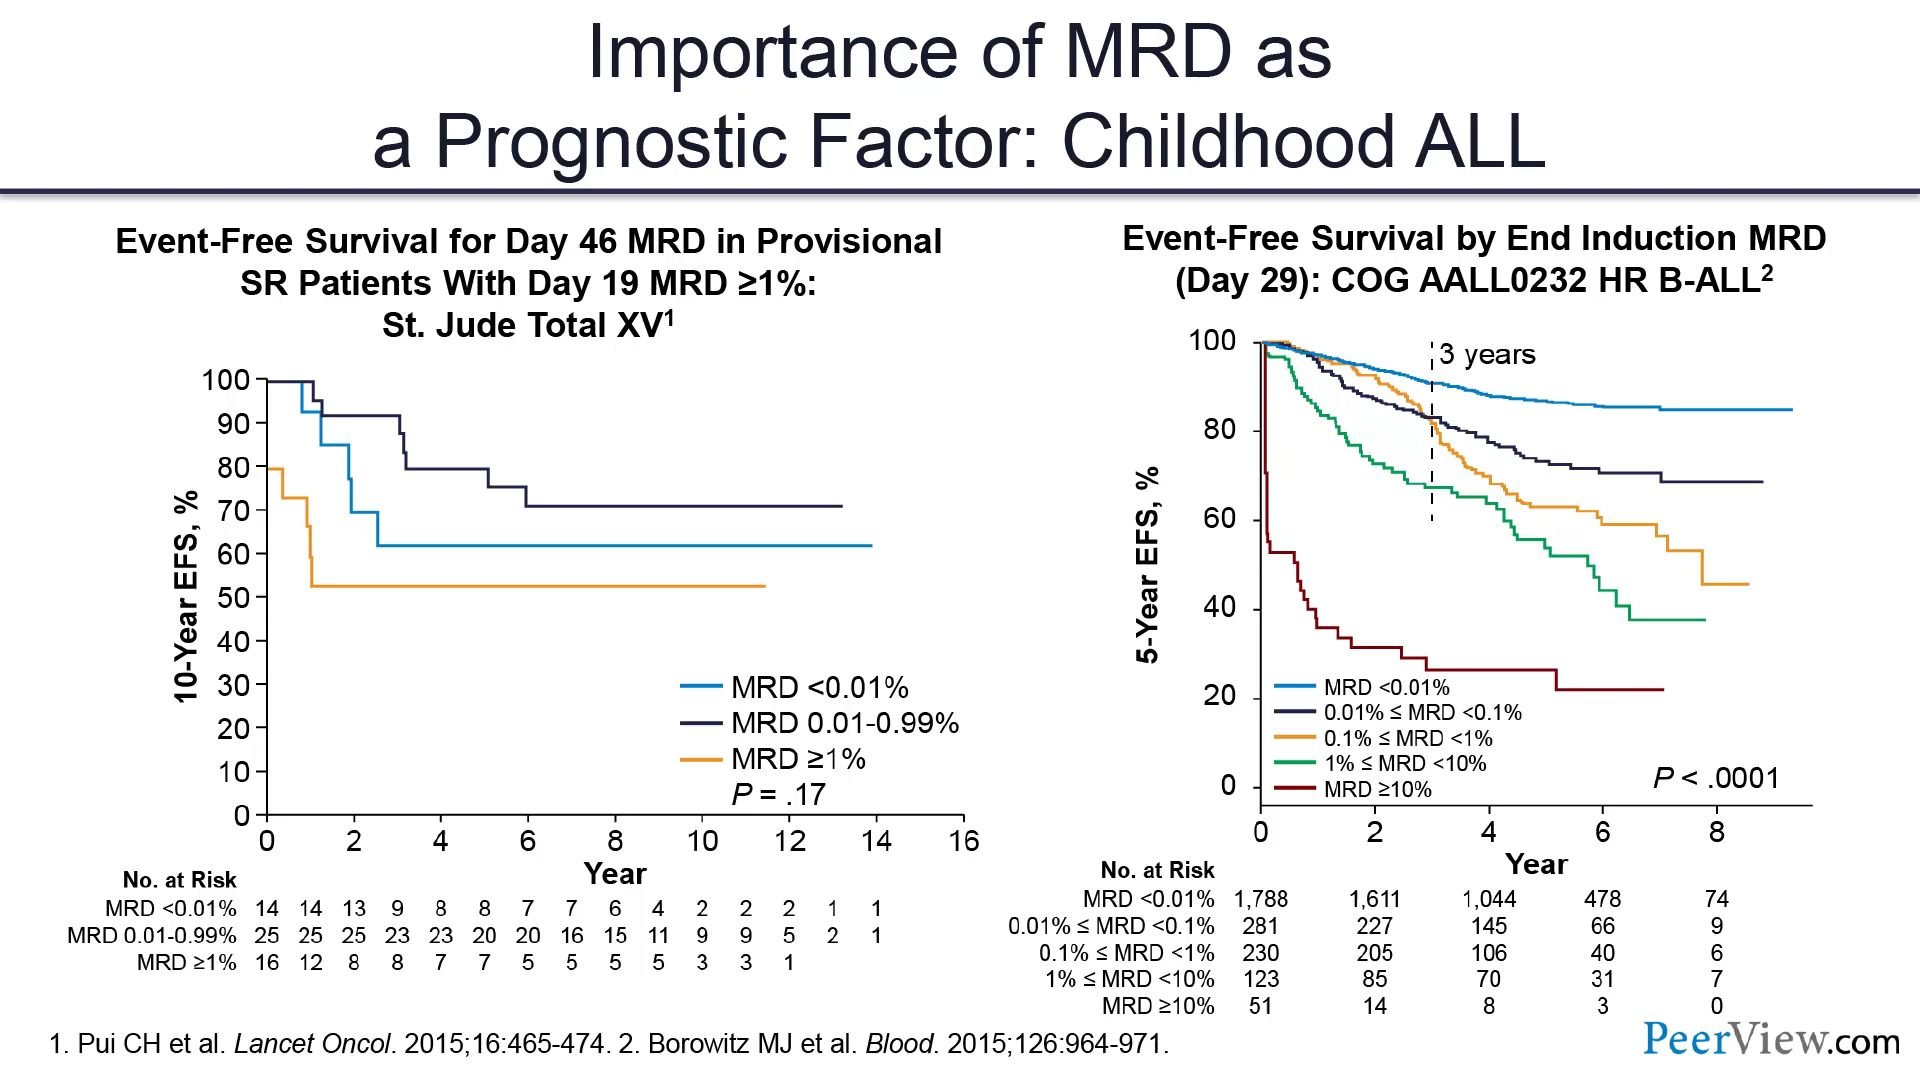 Importance of MRD as
a Prognostic Factor: Childhood ALL
Event-Free Survival for Day 46 MRD in Provisional
SR Patients With Day 19 MRD ≥1%:
St. Jude Total XV1
10-Year EFS, %
100
90
80
70
60
50
40
30
20
10
0
MRD <0.01%
MRD 0.01-0.99%
MRD ≥1%
P = .17
0 2 4 6 8 10 12 14 16
Year
No. at Risk
MRD <0.01% 14 14 13 9 8 8 7 7 6 4 2 2 2 1 1
MRD 0.01-0.99% 25 25 25 23 23 20 20 16 15 11 9 9 5 2 1
MRD ≥1% 16 12 8 8 7 7 5 5 5 5 3 3 1
Event-Free Survival by End Induction MRD
(Day 29): COG AALL0232 HR B-ALL2
5-Year EFS, %
100
80
60
40
20
0
3 years
MRD <0.01%
0.01% ≤ MRD <0.1%
0.1% ≤ MRD <1%
1% ≤ MRD <10%
MRD ≥10%
P < .0001
0 2 4 6 8
Year
No. at Risk
MRD <0.01% 1,788 1,611 1,044 478 74
0.01% ≤ MRD <0.1% 281 227 145 66 9
0.1% ≤ MRD <1% 230 205 106 40 6
1% ≤ MRD <10% 123 85 70 31 7
MRD ≥10% 51 14 8 3 0
1. Pui CH et al. Lancet Oncol. 2015;16:465-474. 2. Borowitz MJ et al. Blood. 2015;126:964-971.
PeerView.com